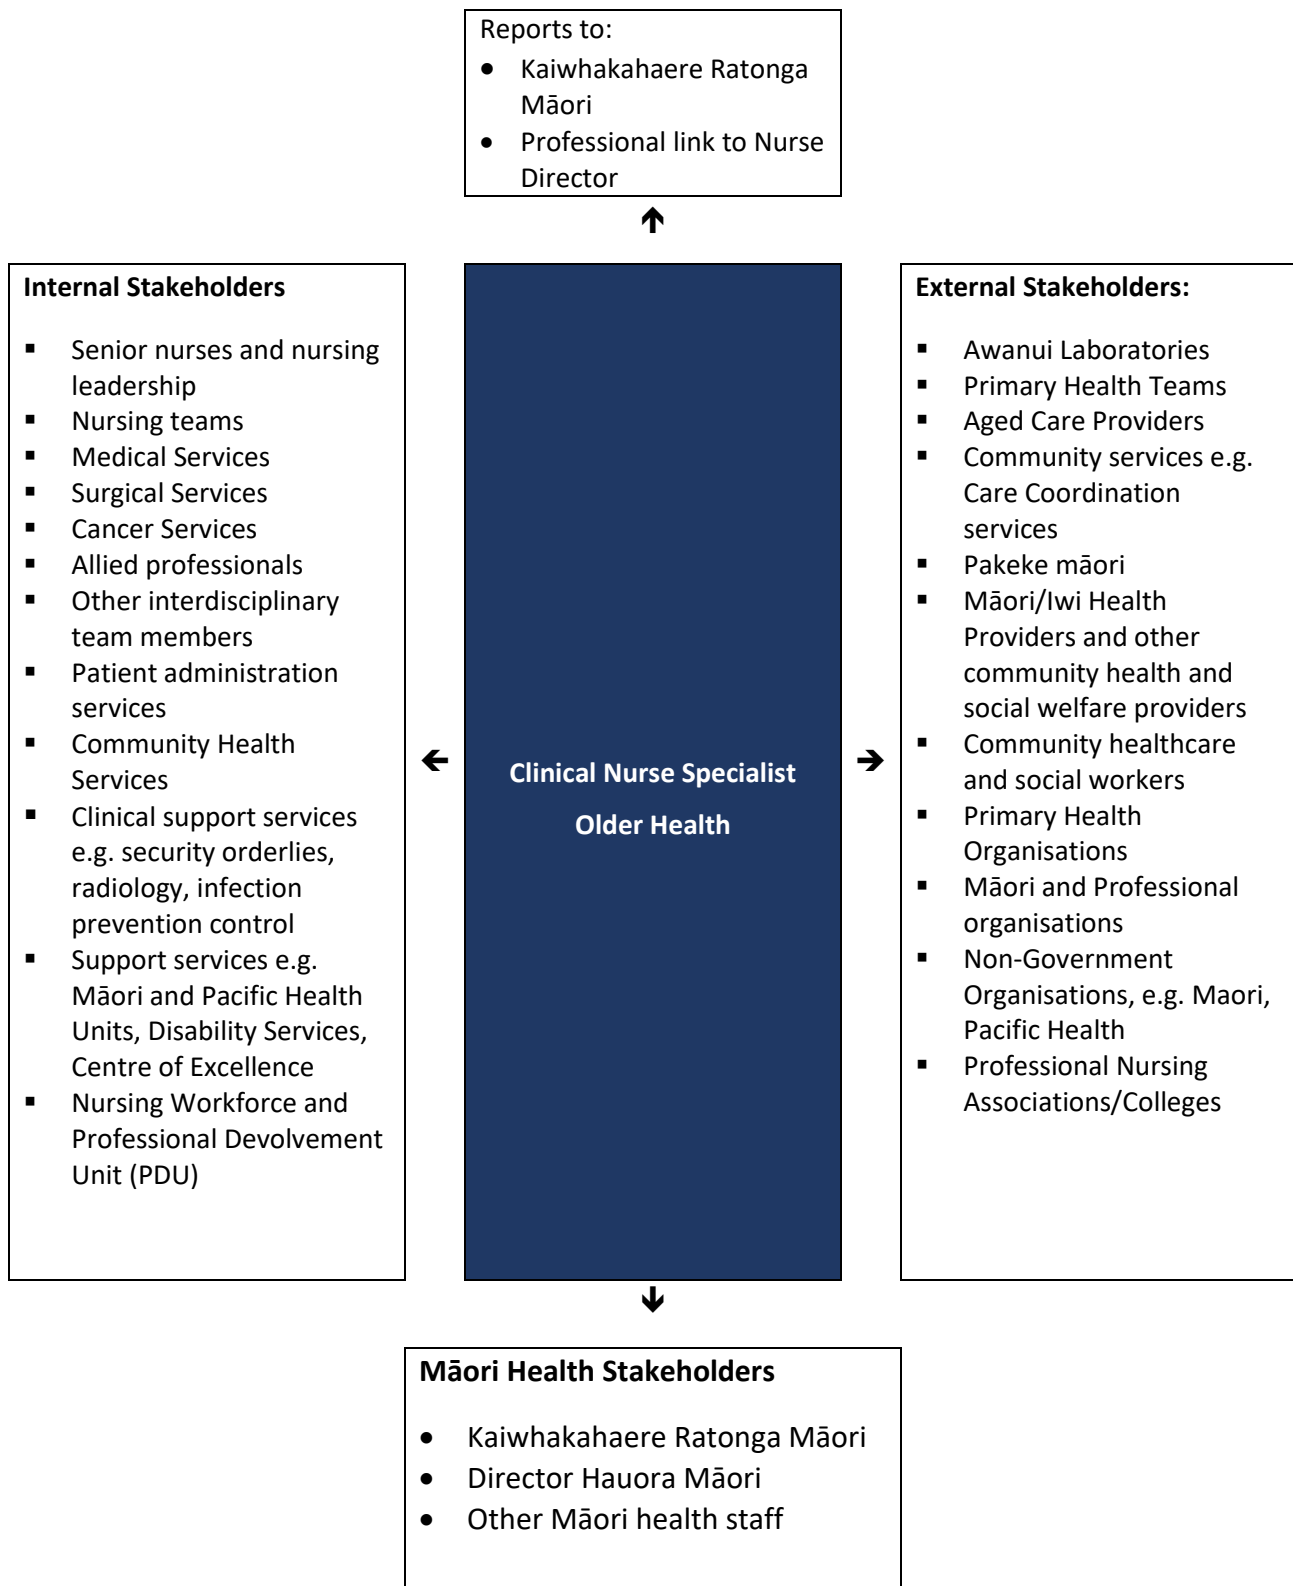 Reports to:
• Kaiwhakahaere Ratonga
Māori
• Professional link to Nurse
Director
↑
Internal Stakeholders
▪ Senior nurses and nursing
leadership
▪ Nursing teams
▪ Medical Services
▪ Surgical Services
▪ Cancer Services
▪ Allied professionals
▪ Other interdisciplinary
team members
▪ Patient administration
services
▪ Community Health
Services
▪ Clinical support services
e.g. security orderlies,
radiology, infection
prevention control
▪ Support services e.g.
Māori and Pacific Health
Units, Disability Services,
Centre of Excellence
▪ Nursing Workforce and
Professional Devolvement
Unit (PDU)
←
Clinical Nurse Specialist
Older Health
→
External Stakeholders:
▪ Awanui Laboratories
▪ Primary Health Teams
▪ Aged Care Providers
▪ Community services e.g.
Care Coordination
services
▪ Pakeke māori
▪ Māori/Iwi Health
Providers and other
community health and
social welfare providers
▪ Community healthcare
and social workers
▪ Primary Health
Organisations
▪ Māori and Professional
organisations
▪ Non-Government
Organisations, e.g. Maori,
Pacific Health
▪ Professional Nursing
Associations/Colleges
↓
Māori Health Stakeholders
• Kaiwhakahaere Ratonga Māori
• Director Hauora Māori
• Other Māori health staff